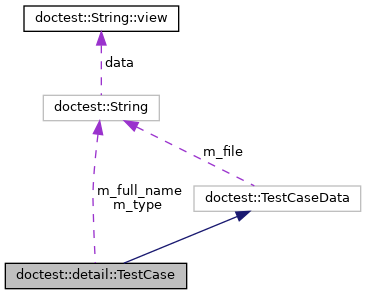 doctest::String::view
data
doctest::String
m_file
m_full_name
m_type
doctest::TestCaseData
doctest::detail::TestCase